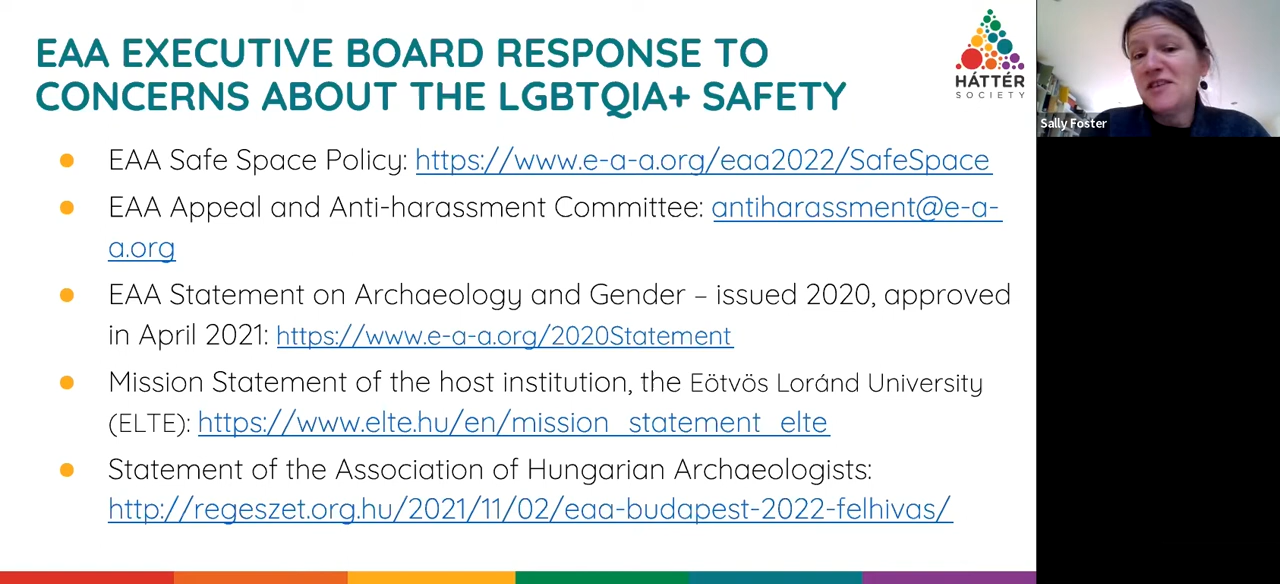 EAA EXECUTIVE BOARD RESPONSE TO
CONCERNS ABOUT THE LGBTQIA+ SAFETY
HÁTTÉR
SOCIETY
Sally Foster
EAA Safe Space Policy: https://www.e-a-a.org/eaa2022/SafeSpace
EAA Appeal and Anti-harassment Committee: antiharassment@e-a-
a.org
EAA Statement on Archaeology and Gender – issued 2020, approved
in April 2021: https://www.e-a-a.org/2020Statement
Mission Statement of the host institution, the Eötvös Loránd University
(ELTE): https://www.elte.hu/en/mission_statement_elte
Statement of the Association of Hungarian Archaeologists:
http://regeszet.org.hu/2021/11/02/eaa-budapest-2022-felhivas/